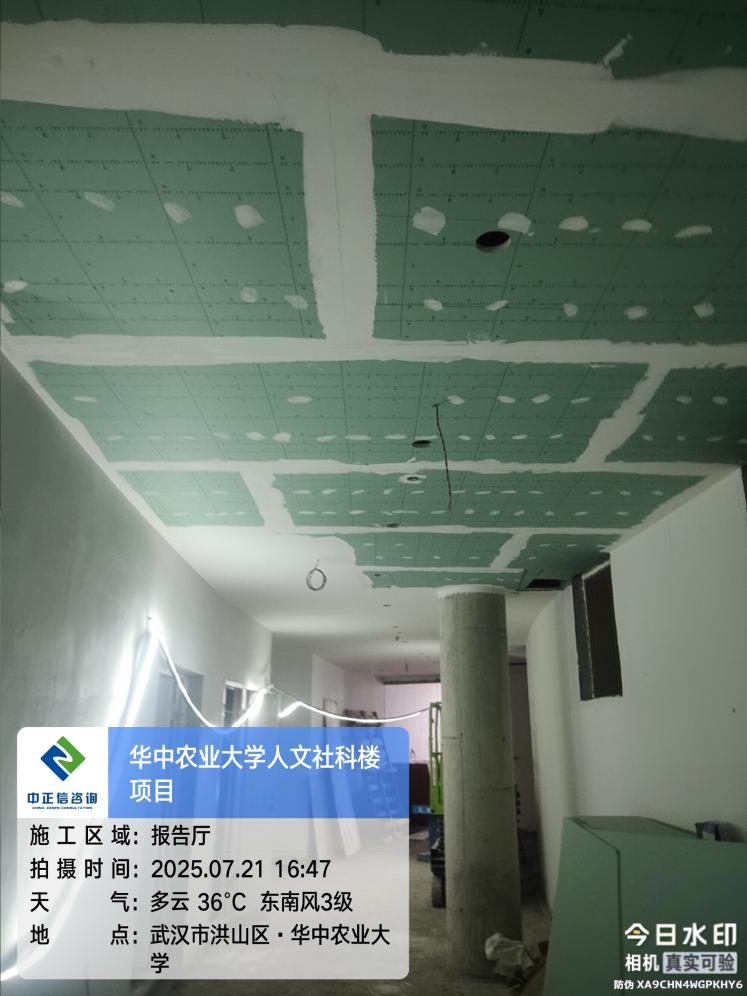 中正信咨询
CHINA ZENXIN CONSULTATION
华中农业大学人文社科楼
项目
施工区域：报告厅
拍摄时间：2025.07.21 16:47
天气：多云 36℃ 东南风3级
地点：武汉市洪山区·华中农业大
学
今日水印
相机 真实可验
防伪 XA9CHN4WGPKHY6